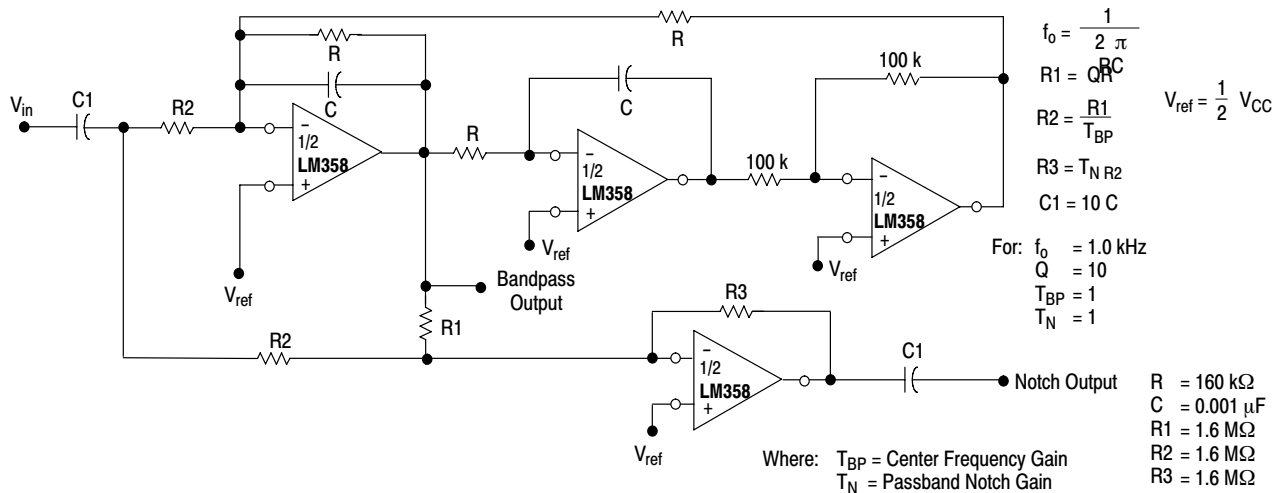 R
R
C
C1
V_in
R2
1/2
LM358
V_ref
R
C
1/2
LM358
V_ref
100 k
100 k
1/2
LM358
V_ref
Bandpass
Output
R1
R2
R3
1/2
LM358
V_ref
C1
Notch Output
f_o = 1 / 2 π RC
R1 = QR
R2 = R1 / T_BP
R3 = T_N R2
C1 = 10 C
V_ref = 1/2 V_CC
For: f_o = 1.0 kHz
Q = 10
T_BP = 1
T_N = 1
R = 160 kΩ
C = 0.001 μF
R1 = 1.6 MΩ
R2 = 1.6 MΩ
R3 = 1.6 MΩ
Where: T_BP = Center Frequency Gain
T_N = Passband Notch Gain